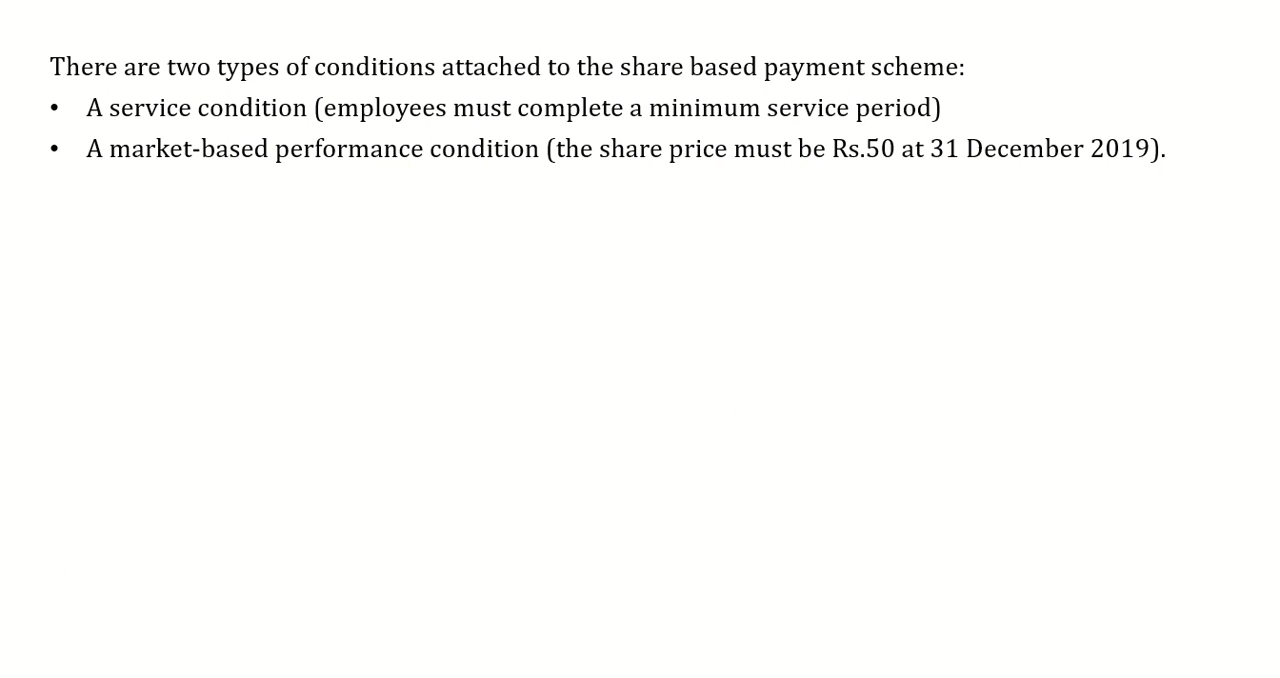 There are two types of conditions attached to the share based payment scheme:
• A service condition (employees must complete a minimum service period)
• A market-based performance condition (the share price must be Rs.50 at 31 December 2019).